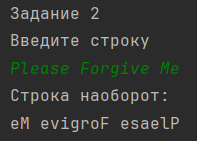 Задание 2
Введите строку
Please Forgive Me
Строка наоборот:
eM evigroF esaelP